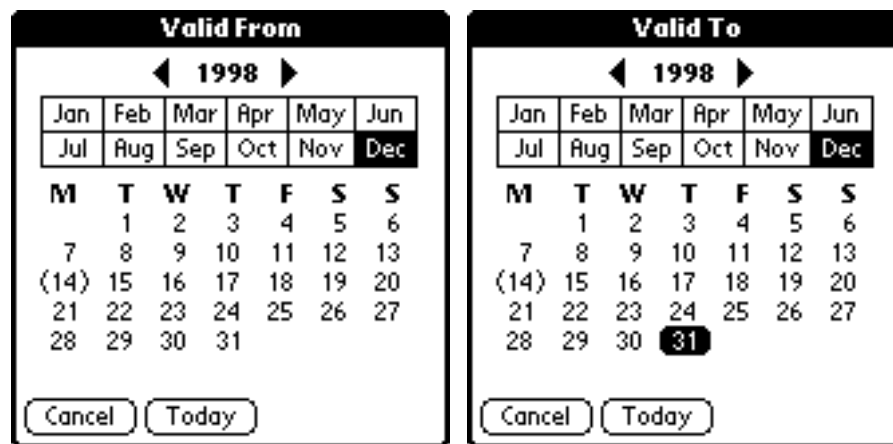 Valid From
◀ 1998 ▶
Jan Feb Mar Apr May Jun
Jul Aug Sep Oct Nov Dec
M T W T F S S
1 2 3 4 5 6
7 8 9 10 11 12 13
(14) 15 16 17 18 19 20
21 22 23 24 25 26 27
28 29 30 31
Cancel Today
Valid To
◀ 1998 ▶
Jan Feb Mar Apr May Jun
Jul Aug Sep Oct Nov Dec
M T W T F S S
1 2 3 4 5 6
7 8 9 10 11 12 13
(14) 15 16 17 18 19 20
21 22 23 24 25 26 27
28 29 30 31
Cancel Today